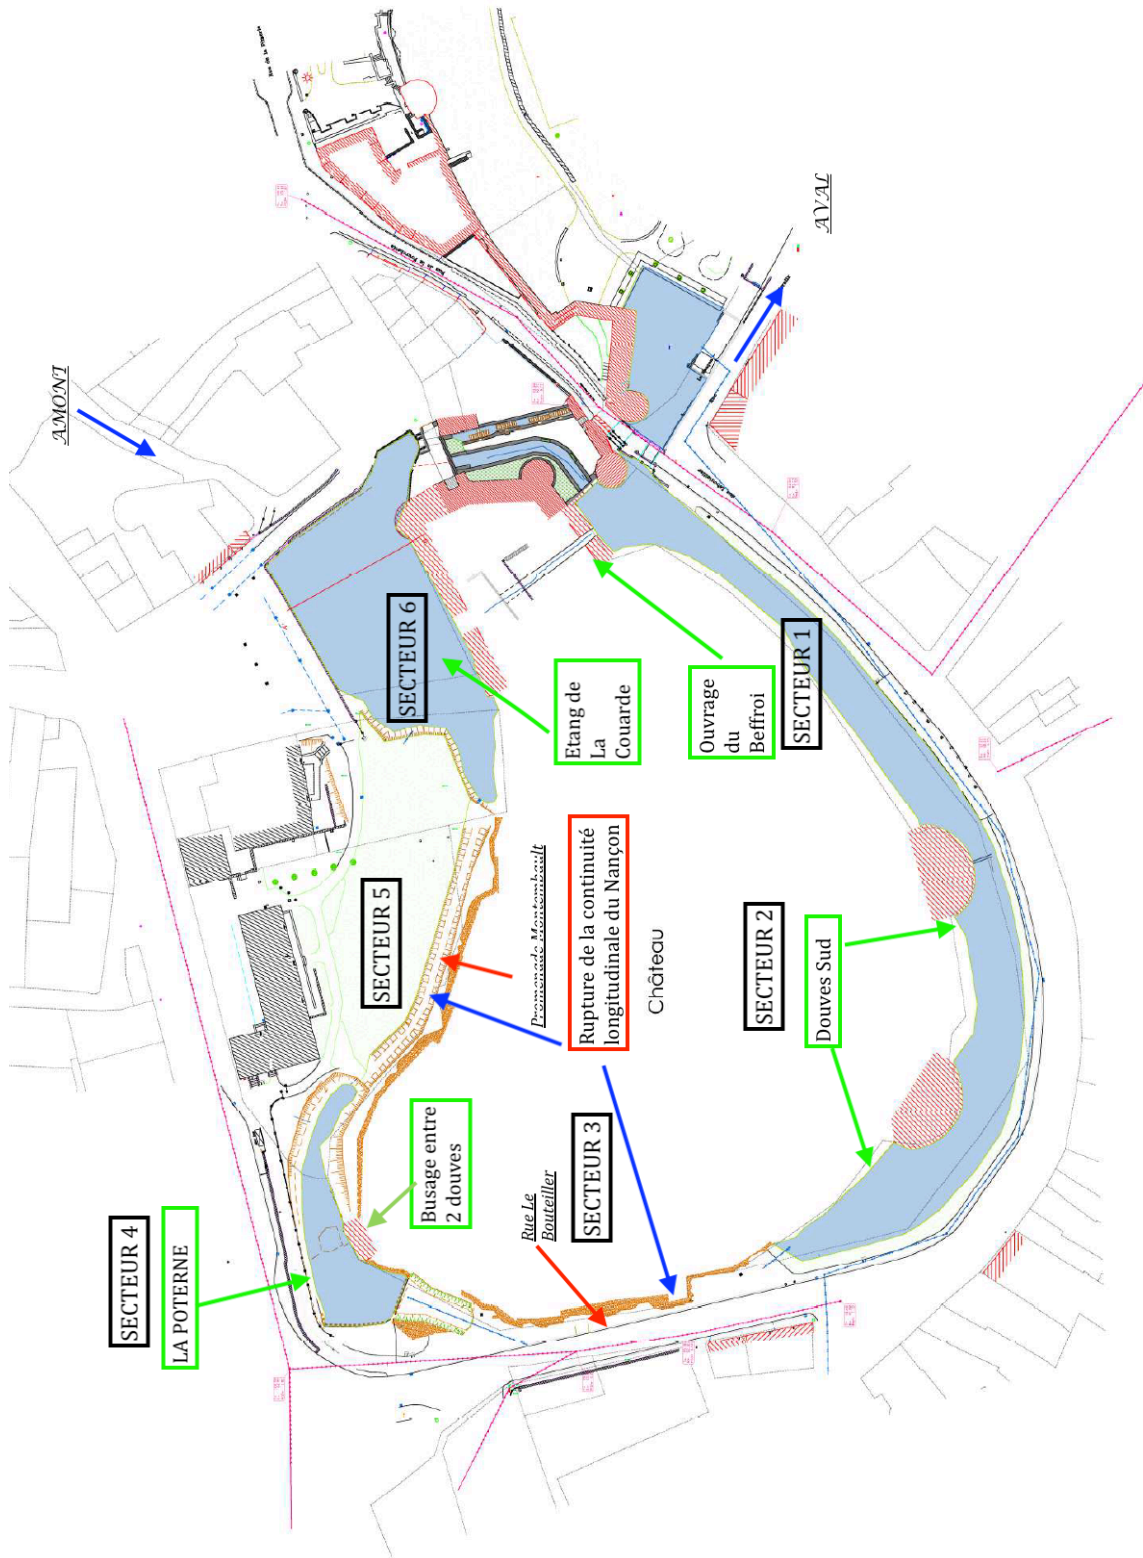 SECTEUR 4
LA POTERNE
SECTEUR 5
SECTEUR 6
AMONT
Busage entre
2 douves
Promenade Montembault
Etang de
La
Couarde
Rue Le
Bouteiller
SECTEUR 3
Rupture de la continuité
longitudinale du Nançon
Château
Ouvrage
du
Beffroi
SECTEUR 1
SECTEUR 2
Douves Sud
AVAL